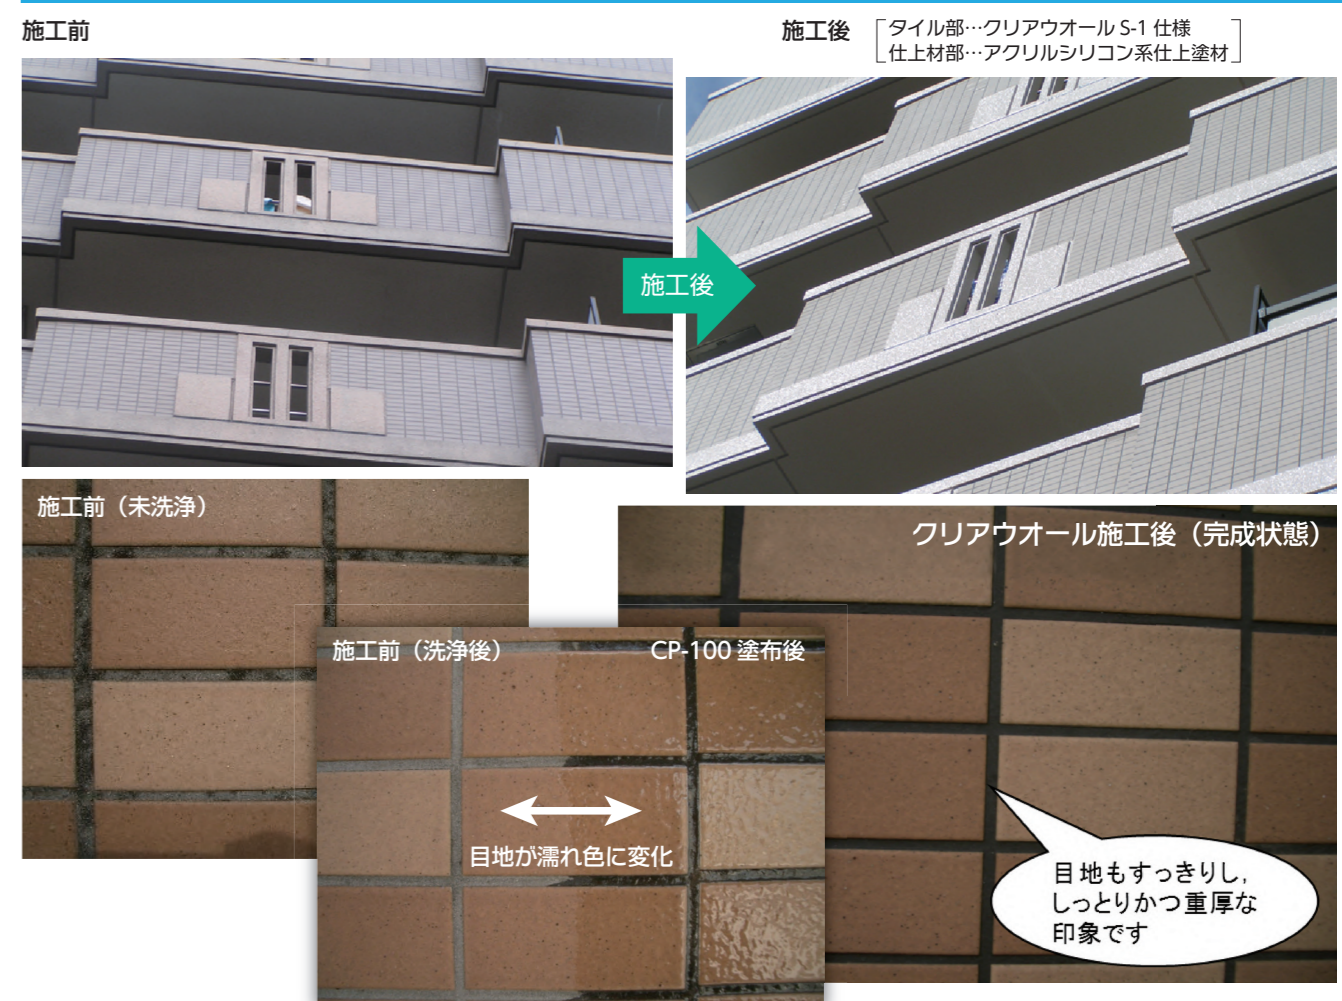 施工前
施工後
タイル部…クリアウオール S-1 仕様
仕上材部…アクリルシリコン系仕上塗材
施工後
施工前（未洗浄）
クリアウオール施工後（完成状態）
施工前（洗浄後）
CP-100 塗布後
目地が濡れ色に変化
目地もすっきりし，
しっとりかつ重厚な
印象です